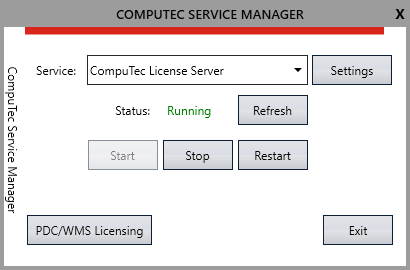 COMPUTEC SERVICE MANAGER X
CompuTec Service Manager
Service: CompuTec License Server Settings
Status: Running Refresh
Start Stop Restart
PDC/WMS Licensing Exit